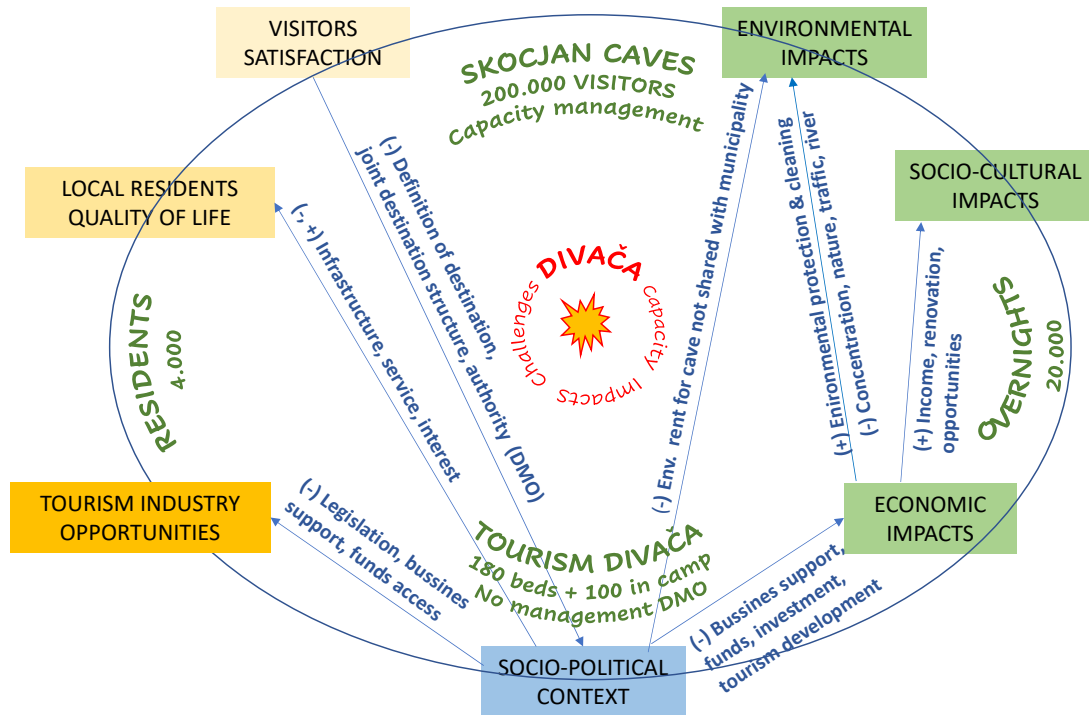 VISITORS
SATISFACTION
SKOCJAN CAVES
200.000 VISITORS
Capacity management
ENVIRONMENTAL
IMPACTS
LOCAL RESIDENTS
QUALITY OF LIFE
SOCIO-CULTURAL
IMPACTS
(-) Definition of destination,
joint destination structure, authority (DMO)
(-, +) Infrastructure, service, interest
(-) Env. rent for cave not shared with municipality
(+) Enironmental protection & cleaning
(-) Concentration, nature, traffic, river
(+) Income, renovation,
opportunities
DIVAČA
Capacity Impacts Challenges
RESIDENTS
4.000
OVERNIGHTS
20.000
TOURISM INDUSTRY
OPPORTUNITIES
(-) Legislation, bussines
support, funds access
TOURISM DIVAČA
180 beds + 100 in camp
No management DMO
ECONOMIC
IMPACTS
(-) Bussines support,
funds, investment,
tourism development
SOCIO-POLITICAL
CONTEXT